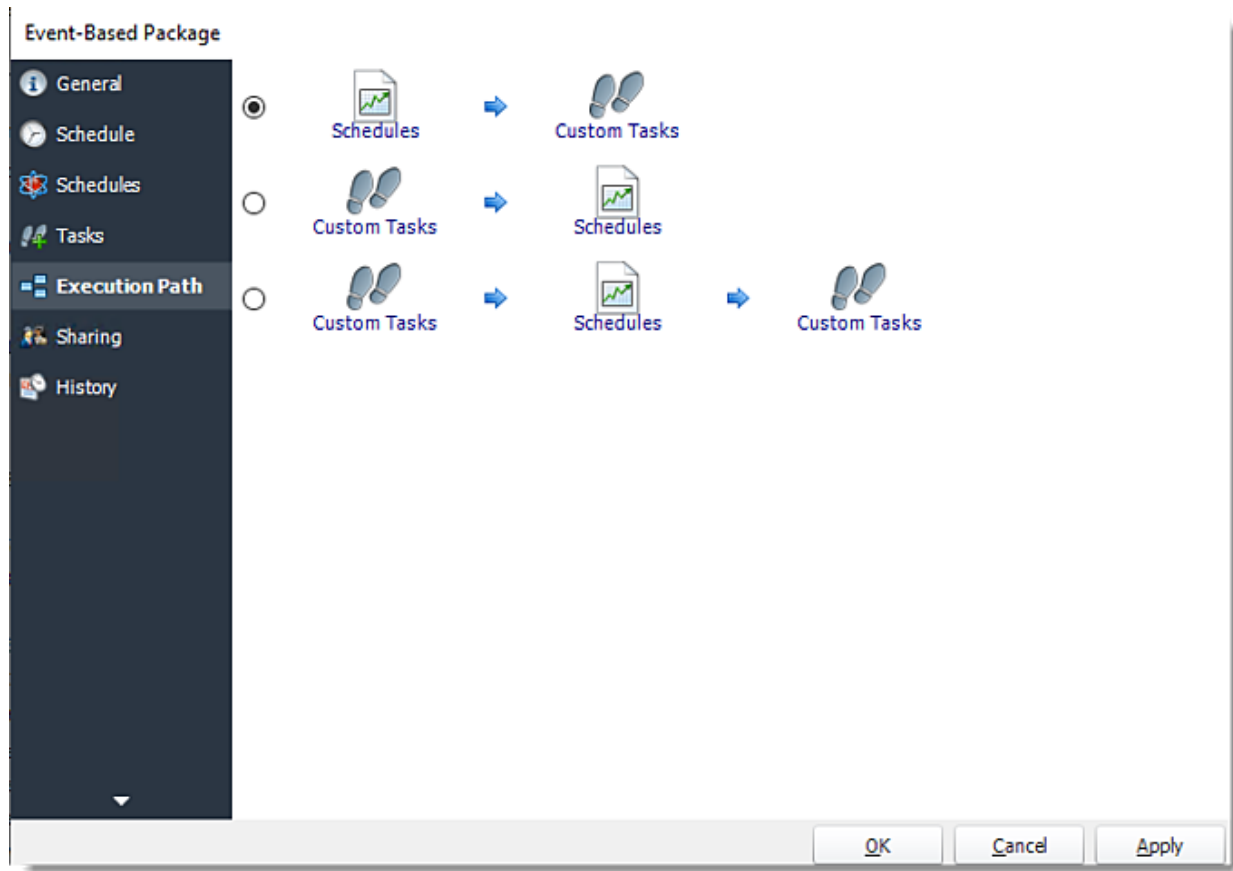 Event-Based Package
General
Schedule
Schedules
Tasks
Execution Path
Sharing
History
Schedules
Custom Tasks
Custom Tasks
Schedules
Custom Tasks
Schedules
Custom Tasks
OK
Cancel
Apply